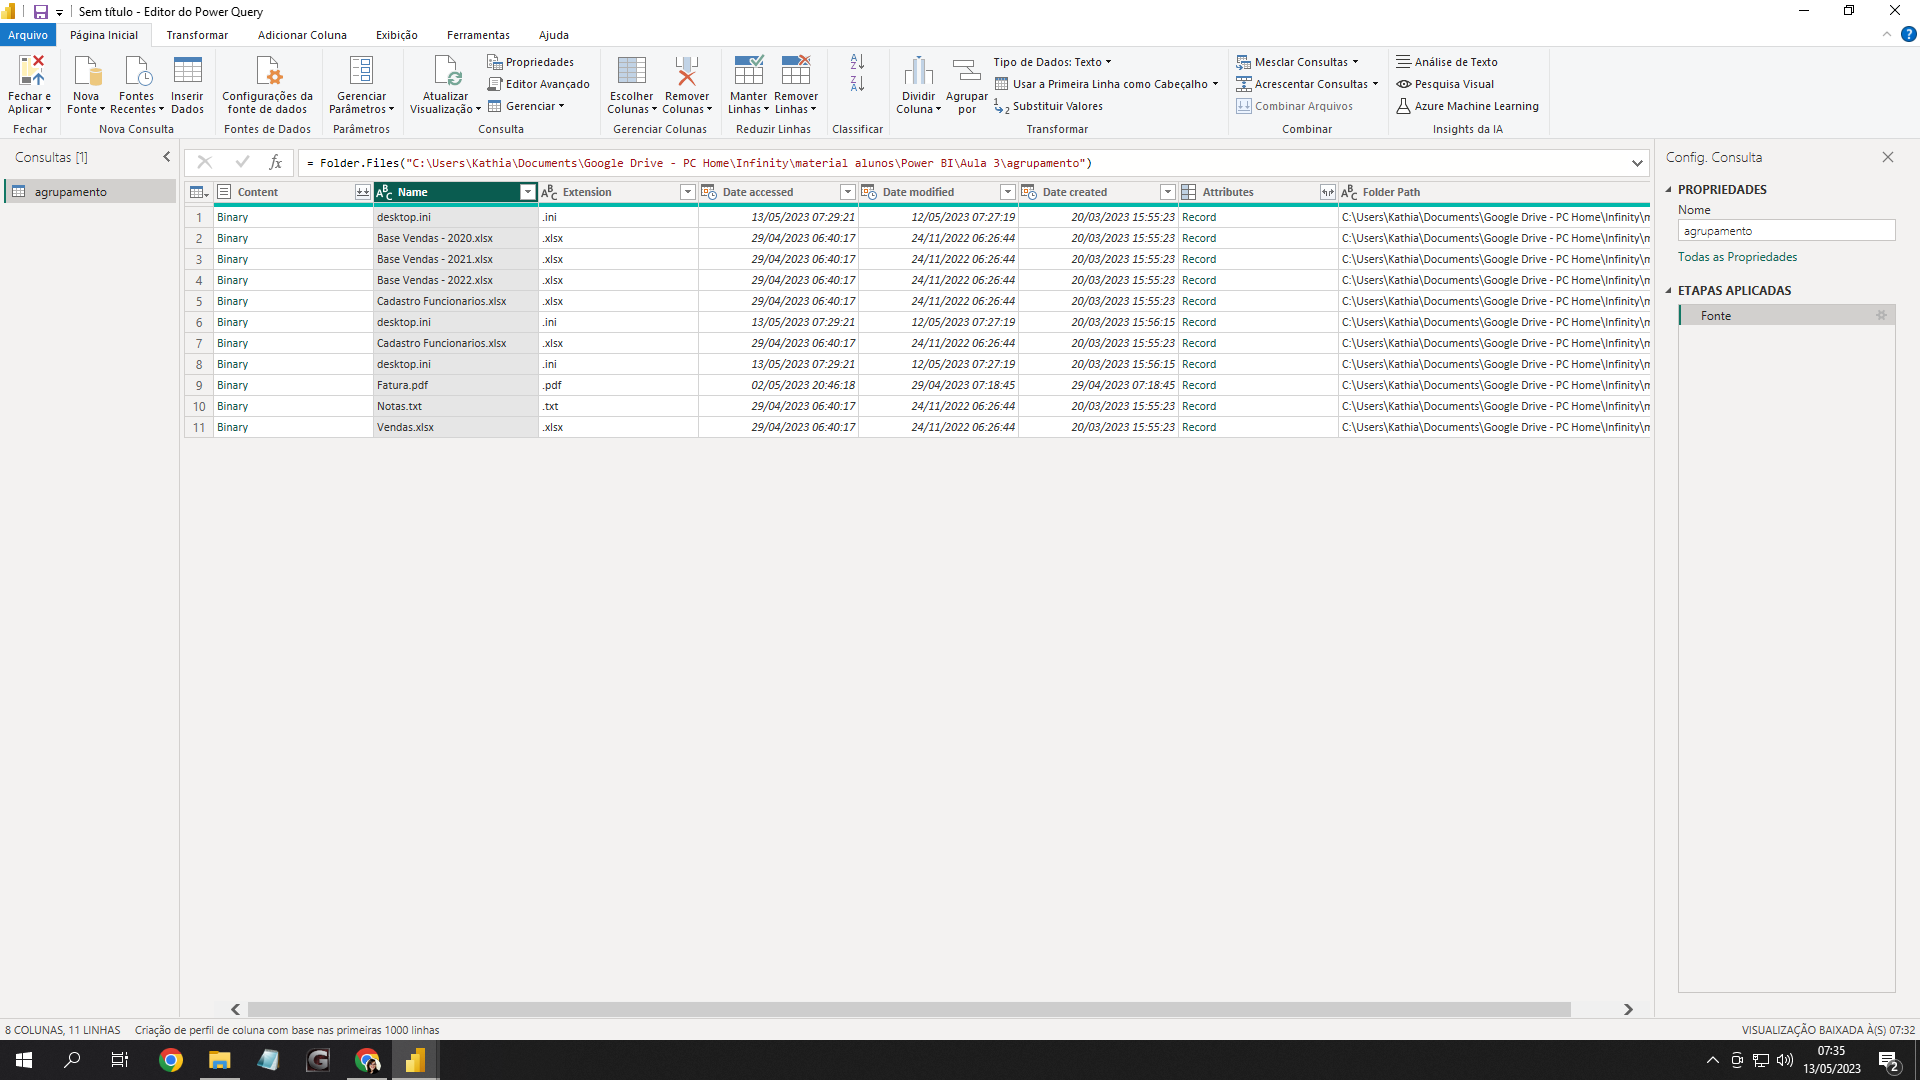 Sem título - Editor do Power Query
Arquivo Página Inicial Transformar Adicionar Coluna Exibição Ferramentas Ajuda
Fechar e Aplicar
Fechar
Nova Fonte
Fontes Recentes
Inserir Dados
Nova Consulta
Configurações da fonte de dados
Fontes de Dados
Gerenciar Parâmetros
Parâmetros
Atualizar Visualização
Propriedades
Editor Avançado
Gerenciar
Consulta
Escolher Colunas
Remover Colunas
Gerenciar Colunas
Manter Linhas
Remover Linhas
Reduzir Linhas
Classificar
Dividir Coluna
Agrupar por
Tipo de Dados: Texto
Usar a Primeira Linha como Cabeçalho
Substituir Valores
Transformar
Mesclar Consultas
Acrescentar Consultas
Combinar Arquivos
Combinar
Análise de Texto
Pesquisa Visual
Azure Machine Learning
Insights da IA
Consultas [1]
agrupamento
= Folder.Files("C:\Users\Kathia\Documents\Google Drive - PC Home\Infinity\material alunos\Power BI\Aula 3\agrupamento")
Content Name Extension Date accessed Date modified Date created Attributes Folder Path
1 Binary desktop.ini .ini 13/05/2023 07:29:21 12/05/2023 07:27:19 20/03/2023 15:55:23 Record C:\Users\Kathia\Documents\Google Drive - PC Home\Infinity\m
2 Binary Base Vendas - 2020.xlsx .xlsx 29/04/2023 06:40:17 24/11/2022 06:26:44 20/03/2023 15:55:23 Record C:\Users\Kathia\Documents\Google Drive - PC Home\Infinity\m
3 Binary Base Vendas - 2021.xlsx .xlsx 29/04/2023 06:40:17 24/11/2022 06:26:44 20/03/2023 15:55:23 Record C:\Users\Kathia\Documents\Google Drive - PC Home\Infinity\m
4 Binary Base Vendas - 2022.xlsx .xlsx 29/04/2023 06:40:17 24/11/2022 06:26:44 20/03/2023 15:55:23 Record C:\Users\Kathia\Documents\Google Drive - PC Home\Infinity\m
5 Binary Cadastro Funcionarios.xlsx .xlsx 29/04/2023 06:40:17 24/11/2022 06:26:44 20/03/2023 15:55:23 Record C:\Users\Kathia\Documents\Google Drive - PC Home\Infinity\m
6 Binary desktop.ini .ini 13/05/2023 07:29:21 12/05/2023 07:27:19 20/03/2023 15:56:15 Record C:\Users\Kathia\Documents\Google Drive - PC Home\Infinity\m
7 Binary Cadastro Funcionarios.xlsx .xlsx 29/04/2023 06:40:17 24/11/2022 06:26:44 20/03/2023 15:55:23 Record C:\Users\Kathia\Documents\Google Drive - PC Home\Infinity\m
8 Binary desktop.ini .ini 13/05/2023 07:29:21 12/05/2023 07:27:19 20/03/2023 15:56:15 Record C:\Users\Kathia\Documents\Google Drive - PC Home\Infinity\m
9 Binary Fatura.pdf .pdf 02/05/2023 20:46:18 29/04/2023 07:18:45 29/04/2023 07:18:45 Record C:\Users\Kathia\Documents\Google Drive - PC Home\Infinity\m
10 Binary Notas.txt .txt 29/04/2023 06:40:17 24/11/2022 06:26:44 20/03/2023 15:55:23 Record C:\Users\Kathia\Documents\Google Drive - PC Home\Infinity\m
11 Binary Vendas.xlsx .xlsx 29/04/2023 06:40:17 24/11/2022 06:26:44 20/03/2023 15:55:23 Record C:\Users\Kathia\Documents\Google Drive - PC Home\Infinity\m
Config. Consulta
PROPRIEDADES
Nome
agrupamento
Todas as Propriedades
ETAPAS APLICADAS
Fonte
8 COLUNAS, 11 LINHAS Criação de perfil de coluna com base nas primeiras 1000 linhas
VISUALIZAÇÃO BAIXADA À(S) 07:32
07:35
13/05/2023
2